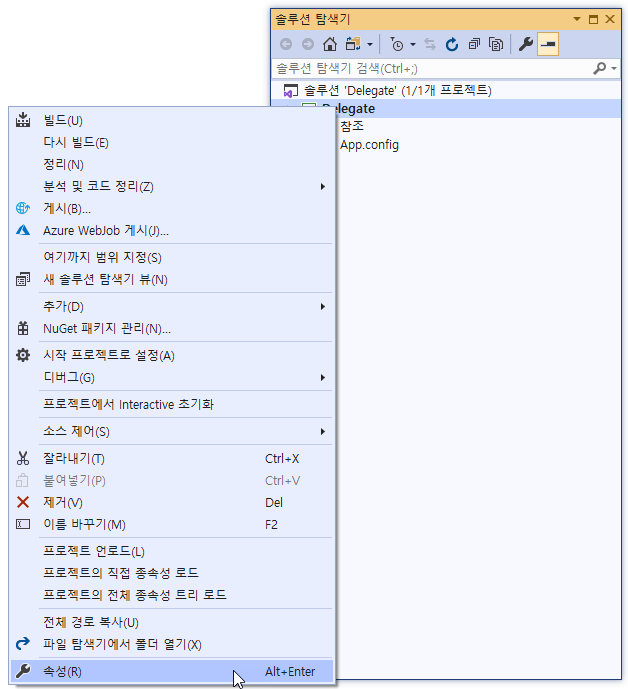 솔루션 탐색기
솔루션 탐색기 검색(Ctrl+;)
솔루션 'Delegate' (1/1개 프로젝트)
Delegate
참조
App.config
빌드(U)
다시 빌드(E)
정리(N)
분석 및 코드 정리(Z)
게시(B)...
Azure WebJob 게시(J)...
여기까지 범위 지정(S)
새 솔루션 탐색기 뷰(N)
추가(D)
NuGet 패키지 관리(N)...
시작 프로젝트로 설정(A)
디버그(G)
프로젝트에서 Interactive 초기화
소스 제어(S)
잘라내기(T) Ctrl+X
붙여넣기(P) Ctrl+V
제거(V) Del
이름 바꾸기(M) F2
프로젝트 언로드(L)
프로젝트의 직접 종속성 로드
프로젝트의 전체 종속성 트리 로드
전체 경로 복사(U)
파일 탐색기에서 폴더 열기(X)
속성(R) Alt+Enter